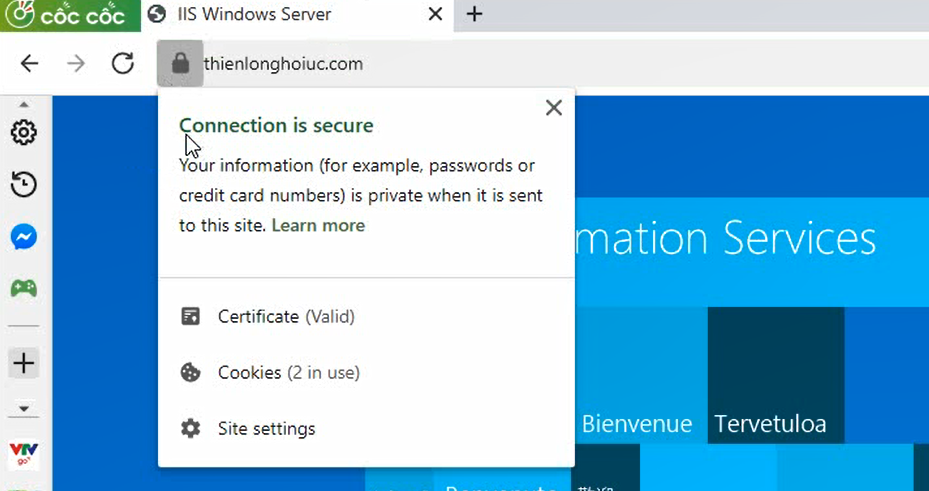 cốc cốc
IIS Windows Server
thienlonghoiuc.com
Connection is secure
Your information (for example, passwords or
credit card numbers) is private when it is sent
to this site. Learn more
mation Services
Certificate (Valid)
Cookies (2 in use)
Site settings
Bienvenue
Tervetuloa
VTV
go